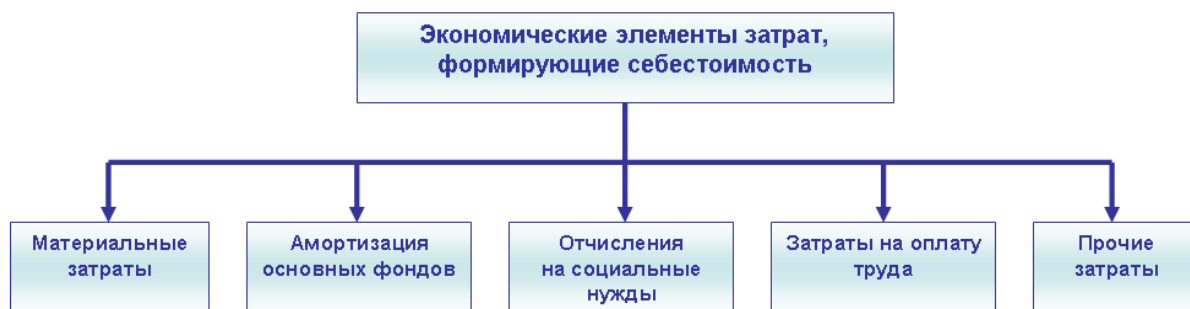 Экономические элементы затрат,
формирующие себестоимость
Материальные
затраты
Амортизация
основных фондов
Отчисления
на социальные
нужды
Затраты на оплату
труда
Прочие
затраты